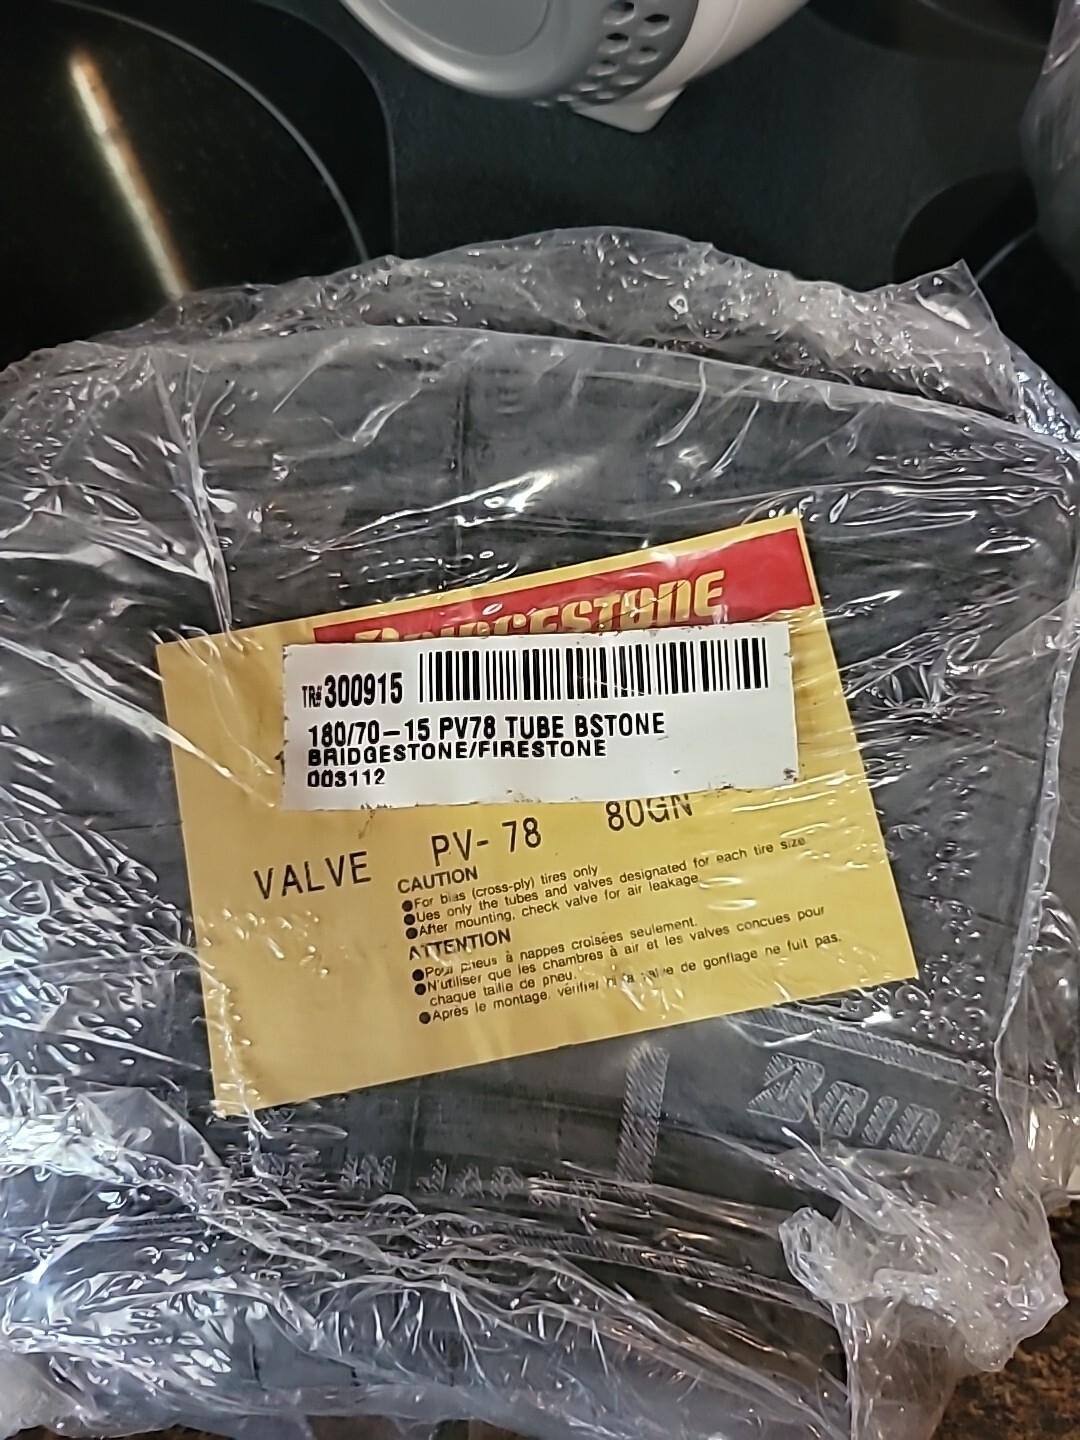 BRIDGESTONE
TR# 300915
180/70-15 PV78 TUBE BSTONE
BRIDGESTONE/FIRESTONE
003112
VALVE PV-78 80GN
CAUTION
●For bias (cross-ply) tires only
●Ues only the tubes and valves designated for each tire size
●After mounting, check valve for air leakage.
ATTENTION
●Pour pneus à nappes croisées seulement.
●N'utiliser que les chambres à air et les valves concues pour
chaque taille de pneu.
●Après le montage, vérifier si la valve de gonflage ne fuit pas.